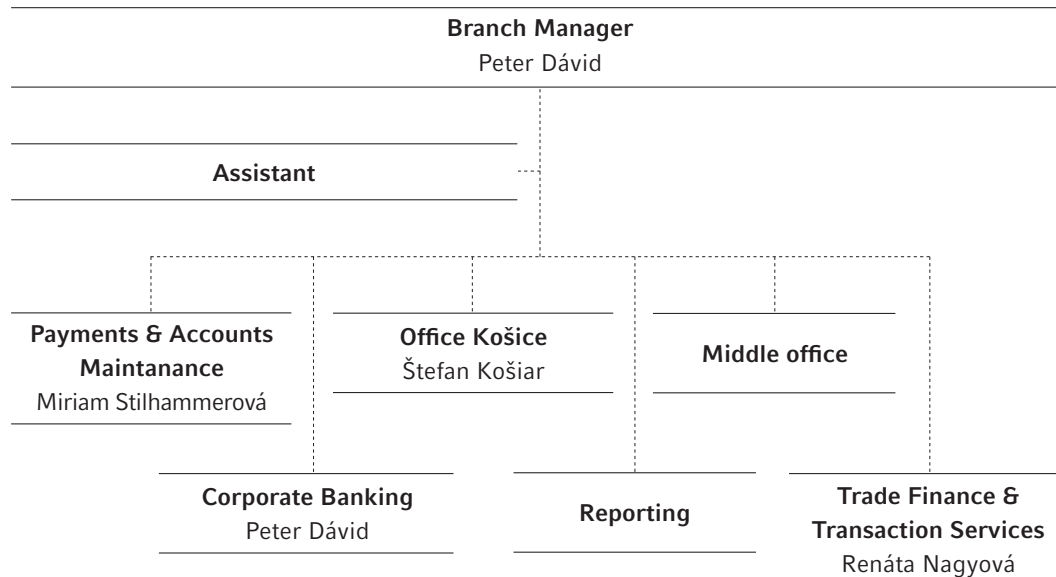 Branch Manager
Peter Dávid
Assistant
Payments & Accounts
Maintanance
Miriam Stilhammerová
Office Košice
Štefan Košiar
Middle office
Corporate Banking
Peter Dávid
Reporting
Trade Finance &
Transaction Services
Renáta Nagyová